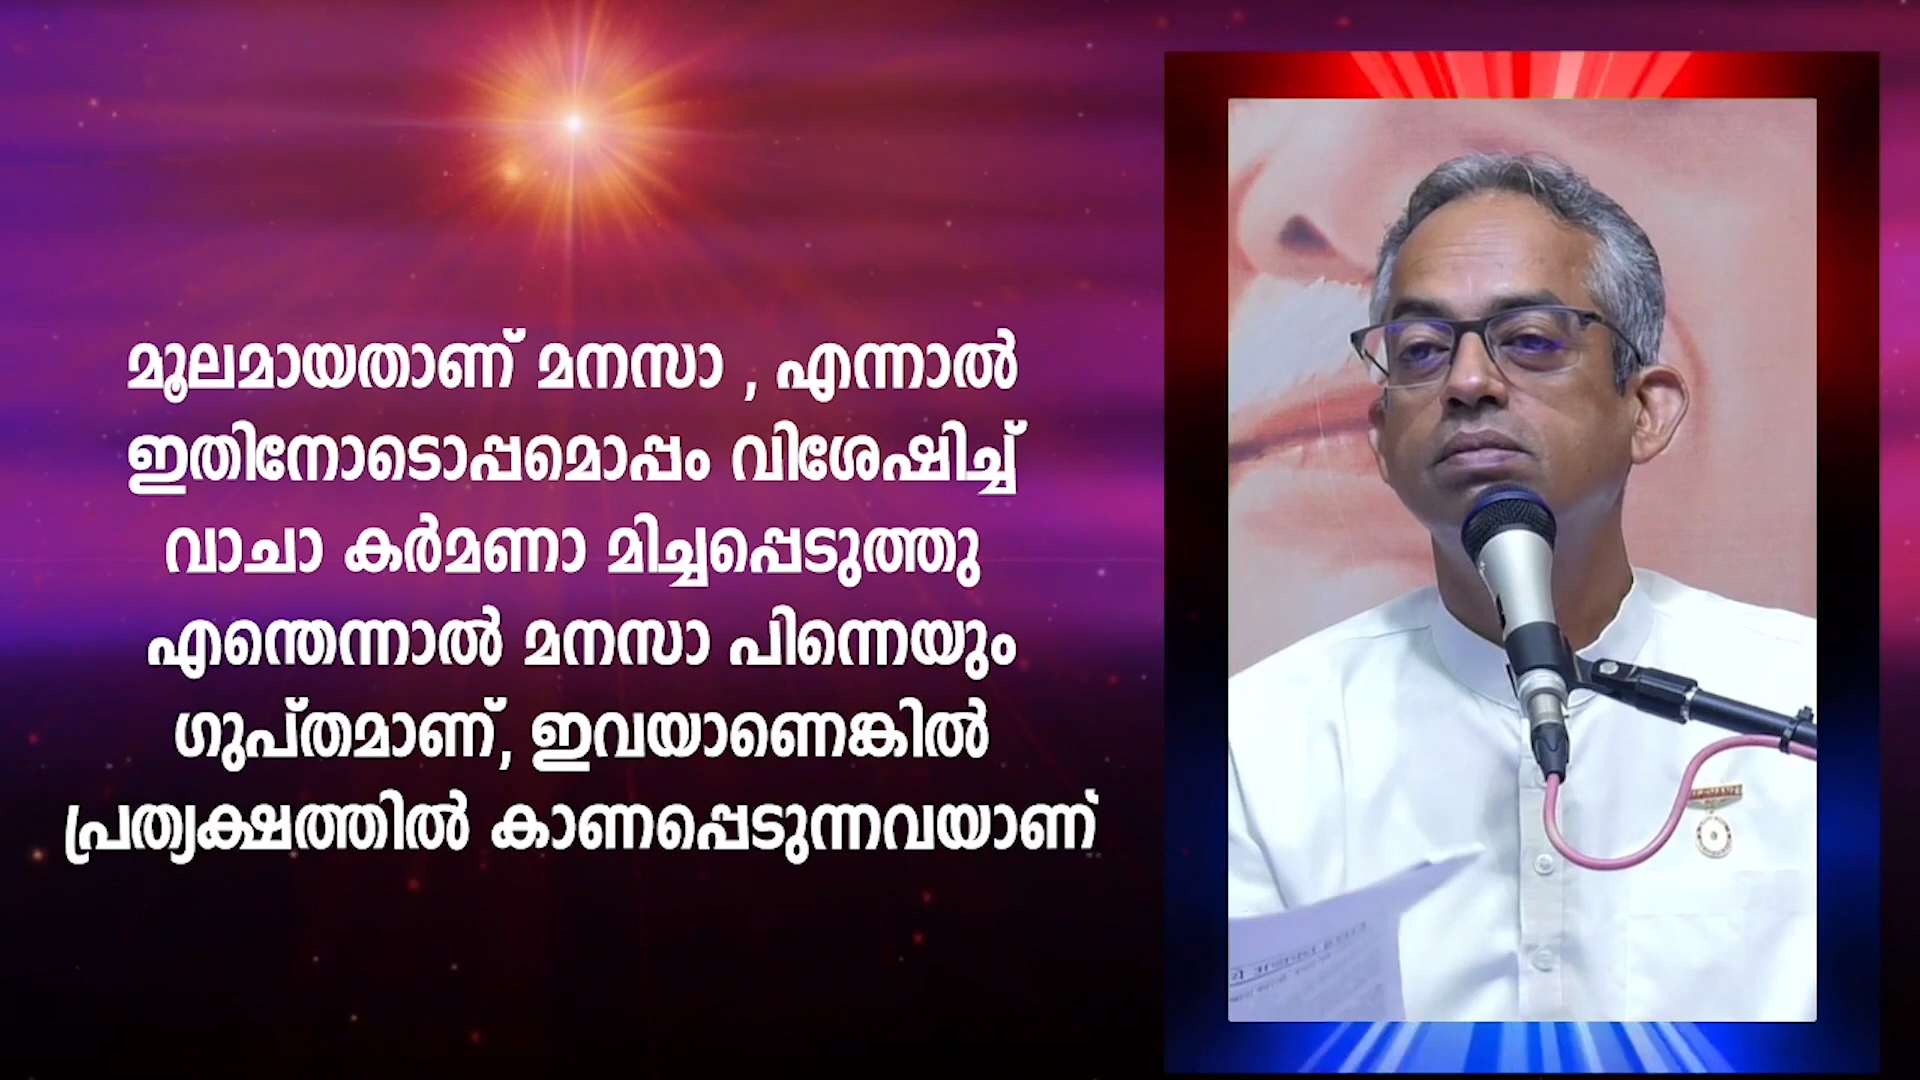 മൂലമായതാണ് മനസാ , എന്നാൽ
ഇതിനോടൊപ്പമൊപ്പം വിശേഷിച്ച്
വാചാ കർമണാ മിച്ചപ്പെടുത്തൂ
എന്തെന്നാൽ മനസാ പിന്നെയും
ഗുപ്തമാണ്, ഇവയാണെങ്കിൽ
പ്രത്യക്ഷത്തിൽ കാണപ്പെടുന്നവയാണ്